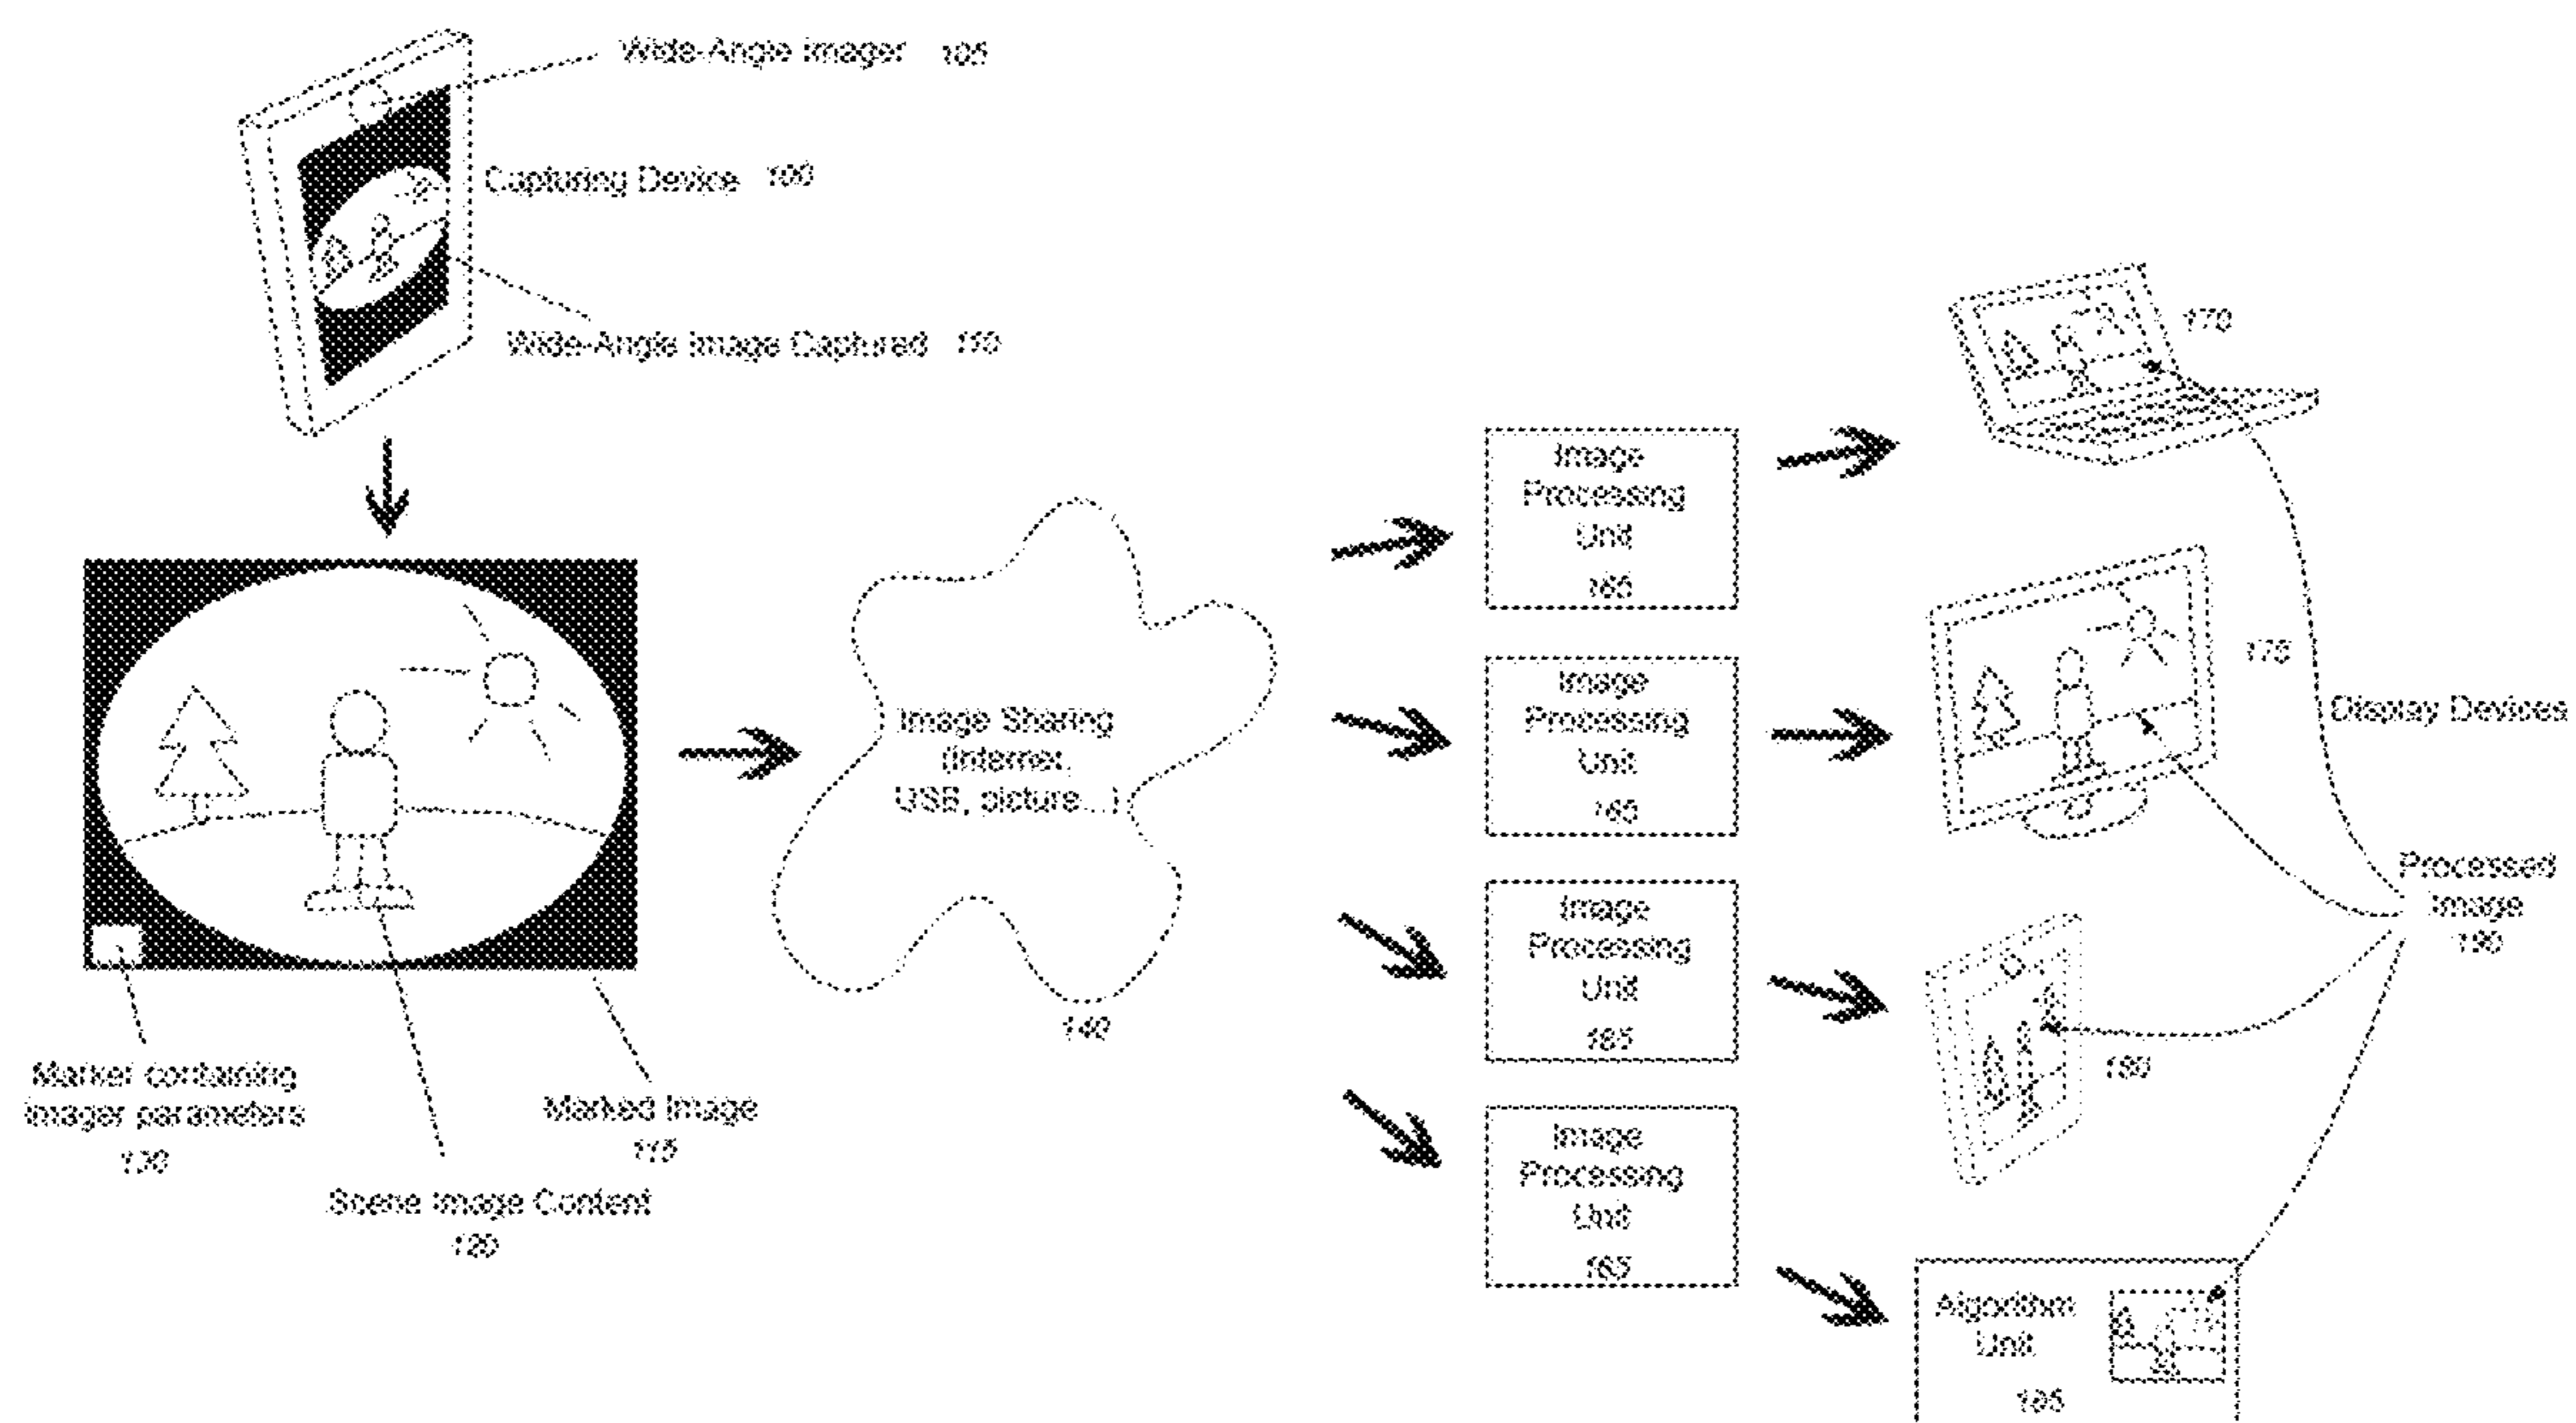 Wide-Angle Imager 105
Capturing Device 100
Wide-Angle Image Captured 110
Marker containing
imager parameters
130
Scene Image Content
120
Marked Image
115
Image Sharing
(Internet,
USB, picture...)
140
Image
Processing
Unit
165
Image
Processing
Unit
165
Image
Processing
Unit
165
Image
Processing
Unit
165
170
175
Display Devices
Processed
Image
190
180
Algorithm
Unit
185